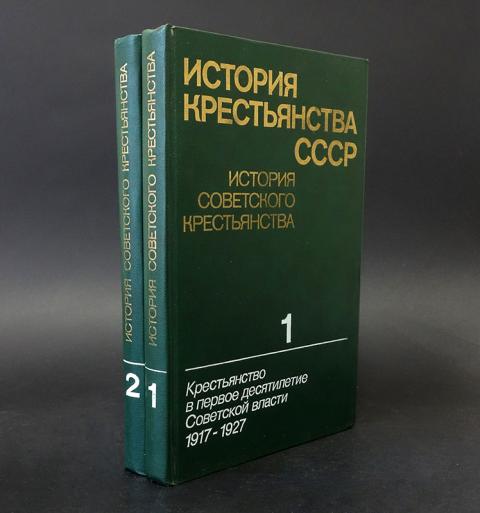 ИСТОРИЯ
КРЕСТЬЯНСТВА
СССР
ИСТОРИЯ
СОВЕТСКОГО
КРЕСТЬЯНСТВА
1
Крестьянство
в первое десятилетие
Советской власти
1917-1927
ИСТОРИЯ СОВЕТСКОГО КРЕСТЬЯНСТВА
2
ИСТОРИЯ СОВЕТСКОГО КРЕСТЬЯНСТВА
1